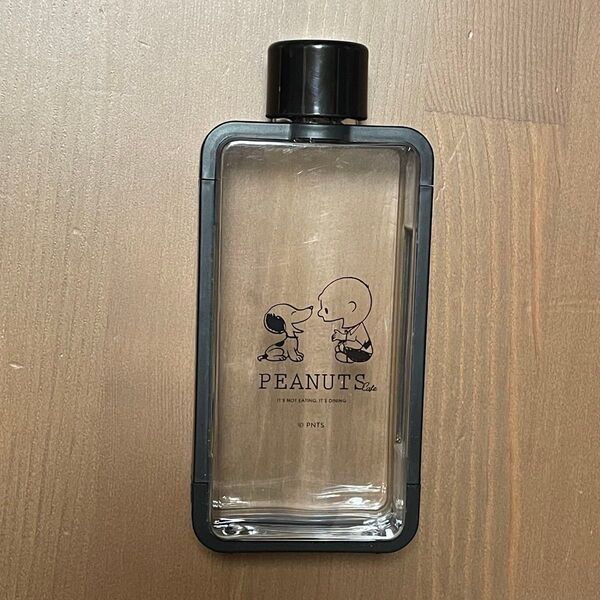 PEANUTS Cafe
IT'S NOT EATING, IT'S DINING
© PNTS